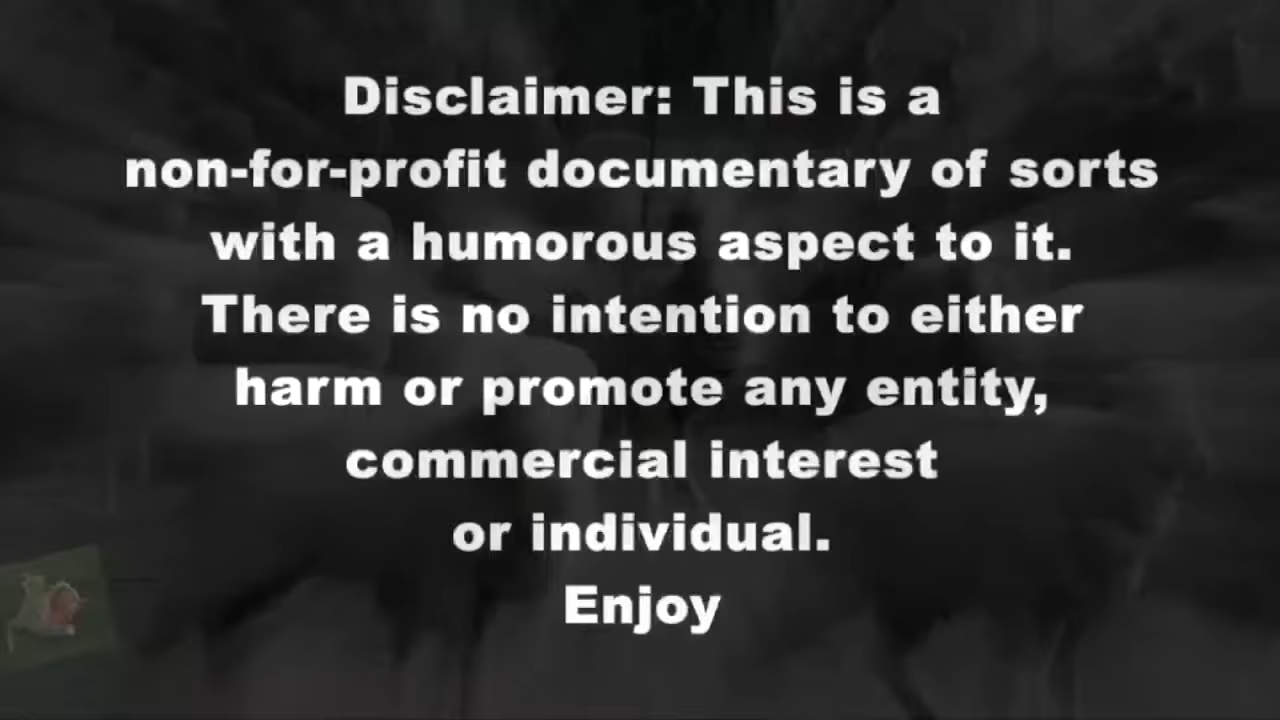 Disclaimer: This is a
non-for-profit documentary of sorts
with a humorous aspect to it.
There is no intention to either
harm or promote any entity,
commercial interest
or individual.
Enjoy